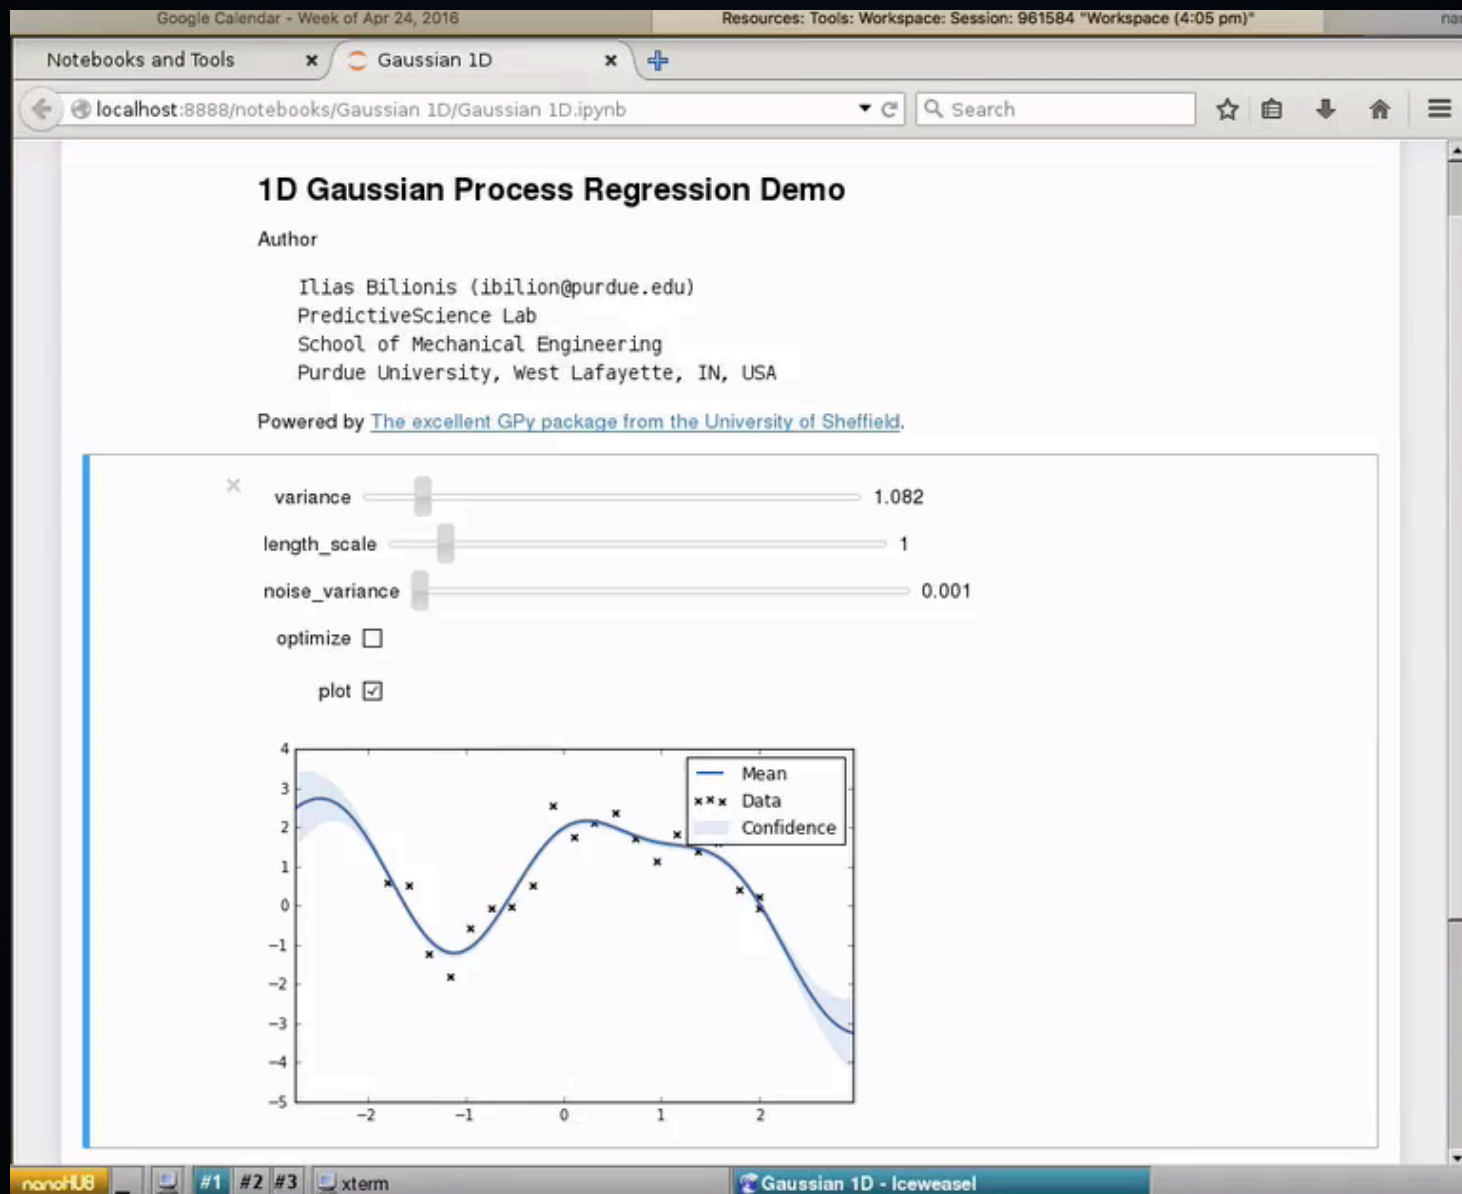 Google Calendar - Week of Apr 24, 2016
Resources: Tools: Workspace: Session: 961584 "Workspace (4:05 pm)"
Notebooks and Tools
Gaussian 1D
localhost:8888/notebooks/Gaussian 1D/Gaussian 1D.ipynb
Search
1D Gaussian Process Regression Demo
Author
Ilias Bilionis (ibilion@purdue.edu)
PredictiveScience Lab
School of Mechanical Engineering
Purdue University, West Lafayette, IN, USA
Powered by The excellent GPy package from the University of Sheffield.
variance 1.082
length_scale 1
noise_variance 0.001
optimize
plot
4
3
2
1
0
−1
−2
−3
−4
−5
Mean
Data
Confidence
−2 −1 0 1 2
nanoHUB #1 #2 #3 xterm Gaussian 1D - Iceweasel